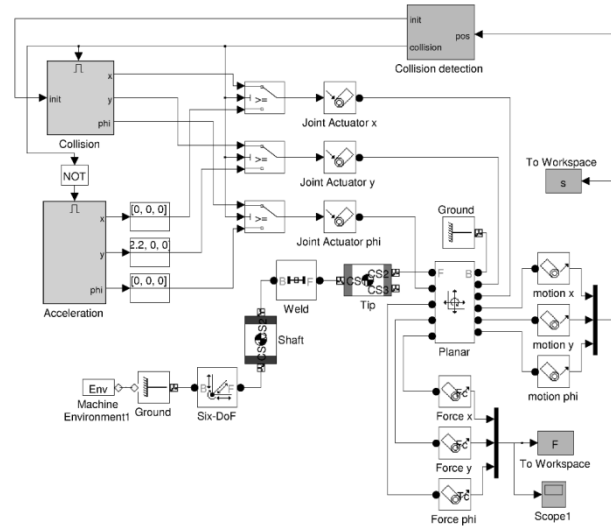 init
pos
collision
Collision detection
x
init
y
phi
Collision
>=
Joint Actuator x
NOT
>=
Joint Actuator y
To Workspace
s
x
[0, 0, 0]
y
2.2, 0, 0
phi
[0, 0, 0]
Acceleration
>=
Joint Actuator phi
Ground
B F
Weld
CS
CS2
CS3
Tip
F B
Planar
motion x
motion y
motion phi
CS
CS2
Shaft
Env
Machine
Environment1
Ground
B F
Six-DoF
Force x
Force y
Force phi
F
To Workspace
Scope1